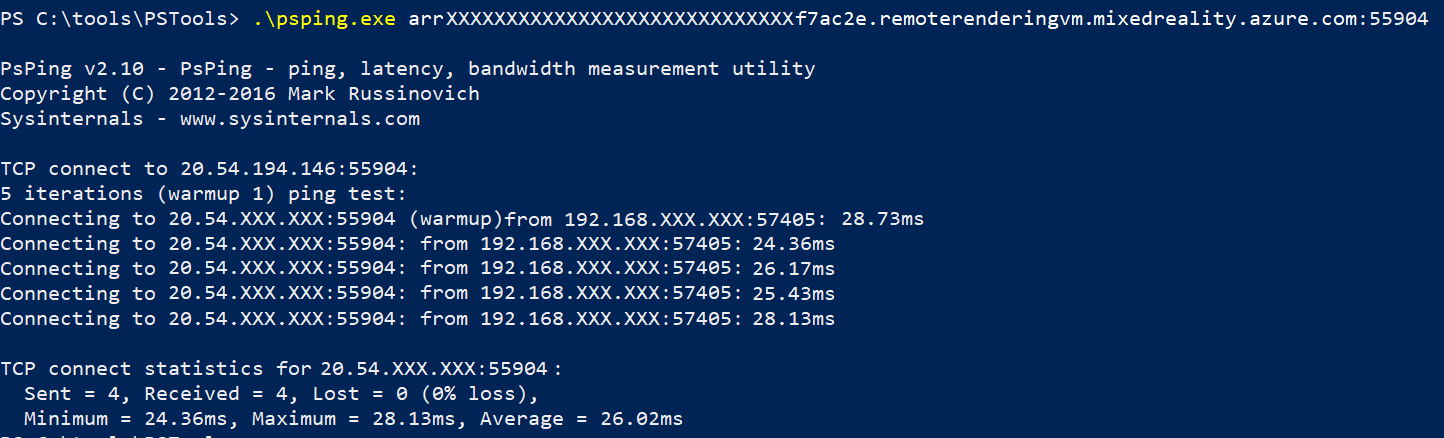 PS C:\tools\PSTools> .\psping.exe arrXXXXXXXXXXXXXXXXXXXXXXXXXXXXXf7ac2e.remoterenderingvm.mixedreality.azure.com:55904
PsPing v2.10 - PsPing - ping, latency, bandwidth measurement utility
Copyright (C) 2012-2016 Mark Russinovich
Sysinternals - www.sysinternals.com
TCP connect to 20.54.194.146:55904:
5 iterations (warmup 1) ping test:
Connecting to 20.54.XXX.XXX:55904 (warmup)from 192.168.XXX.XXX:57405: 28.73ms
Connecting to 20.54.XXX.XXX:55904: from 192.168.XXX.XXX:57405: 24.36ms
Connecting to 20.54.XXX.XXX:55904: from 192.168.XXX.XXX:57405: 26.17ms
Connecting to 20.54.XXX.XXX:55904: from 192.168.XXX.XXX:57405: 25.43ms
Connecting to 20.54.XXX.XXX:55904: from 192.168.XXX.XXX:57405: 28.13ms
TCP connect statistics for 20.54.XXX.XXX:55904:
Sent = 4, Received = 4, Lost = 0 (0% loss),
Minimum = 24.36ms, Maximum = 28.13ms, Average = 26.02ms